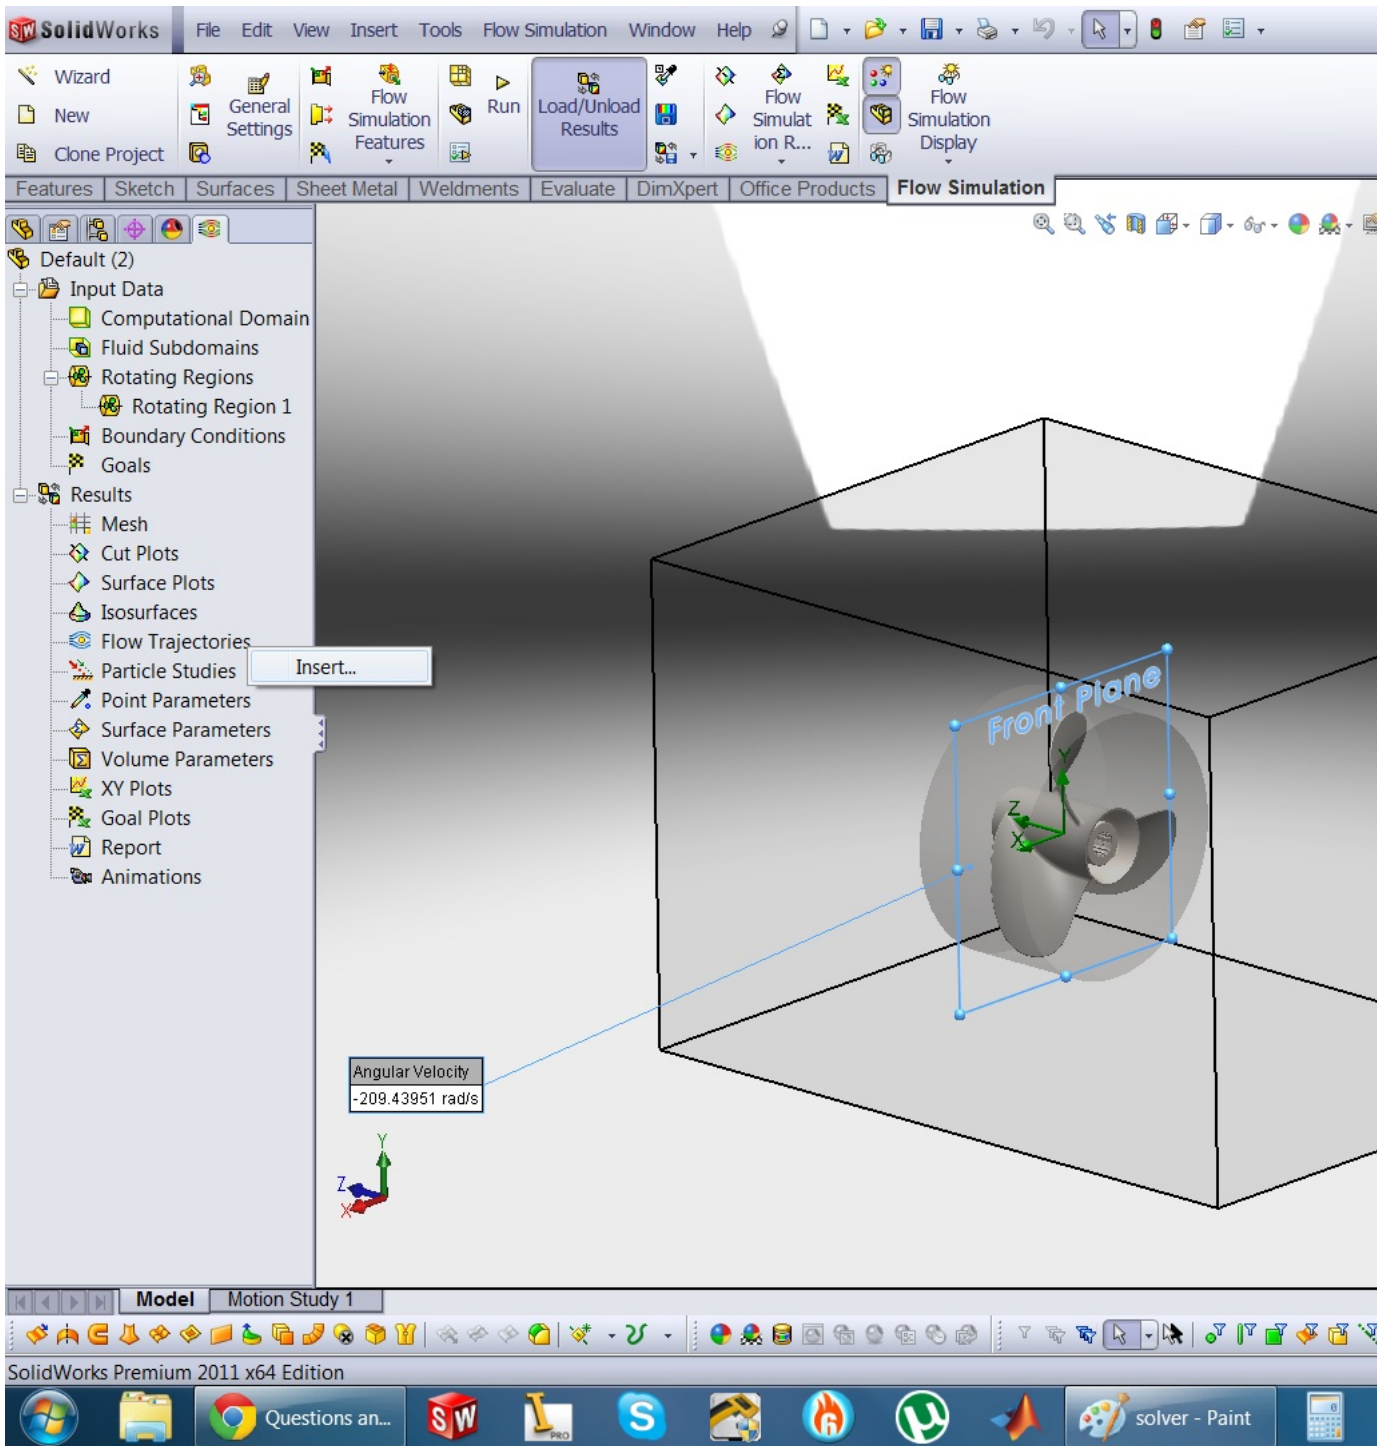 SolidWorks File Edit View Insert Tools Flow Simulation Window Help
Wizard
New
Clone Project
General
Settings
Flow
Simulation
Features
Run
Load/Unload
Results
Flow
Simulat
ion R...
Flow
Simulation
Display
Features Sketch Surfaces Sheet Metal Weldments Evaluate DimXpert Office Products Flow Simulation
Default (2)
Input Data
Computational Domain
Fluid Subdomains
Rotating Regions
Rotating Region 1
Boundary Conditions
Goals
Results
Mesh
Cut Plots
Surface Plots
Isosurfaces
Flow Trajectories
Insert...
Particle Studies
Point Parameters
Surface Parameters
Volume Parameters
XY Plots
Goal Plots
Report
Animations
Front Plane
Y
Z
X
Angular Velocity
-209.43951 rad/s
Y
Z
X
Model Motion Study 1
SolidWorks Premium 2011 x64 Edition
Questions an...
SW
PRO
solver - Paint